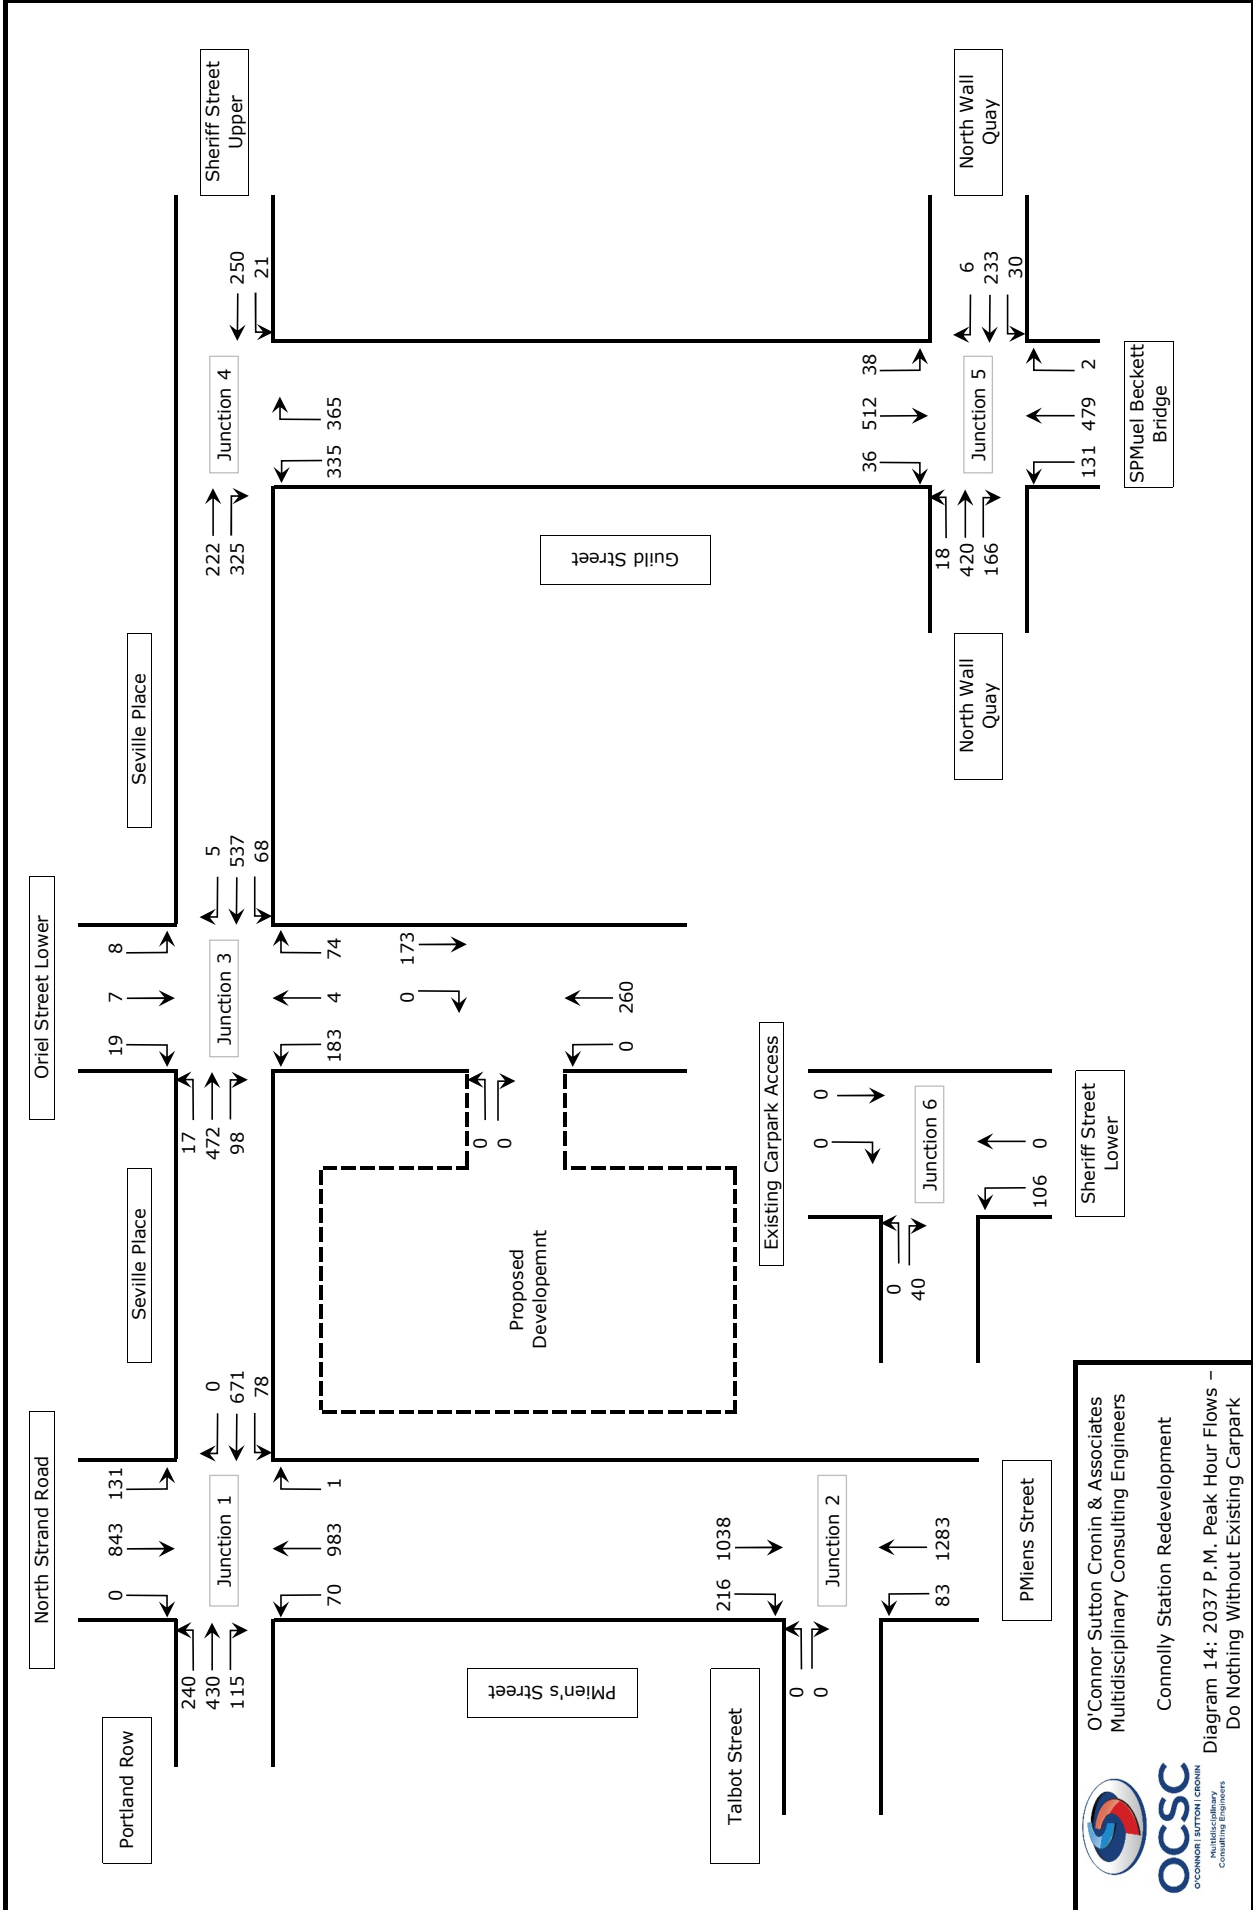 North Strand Road
Oriel Street Lower
Portland Row
Seville Place
Seville Place
Sheriff Street
Upper
0
843
131
240
430
115
Junction 1
0
671
78
70
983
1
19
7
8
17
472
98
Junction 3
5
537
68
183
4
74
222
325
Junction 4
250
21
335
365
0
173
0
0
0
260
Proposed
Developemnt
PMien's Street
Guild Street
Talbot Street
216
1038
0
0
Junction 2
83
1283
PMiens Street
Existing Carpark Access
0
0
0
40
Junction 6
106
0
Sheriff Street
Lower
36
512
38
North Wall
Quay
18
420
166
Junction 5
6
233
30
North Wall
Quay
131
479
2
SPMuel Beckett
Bridge
OCSC
O'CONNOR | SUTTON | CRONIN
Multidisciplinary
Consulting Engineers
O'Connor Sutton Cronin & Associates
Multidisciplinary Consulting Engineers
Connolly Station Redevelopment
Diagram 14: 2037 P.M. Peak Hour Flows –
Do Nothing Without Existing Carpark